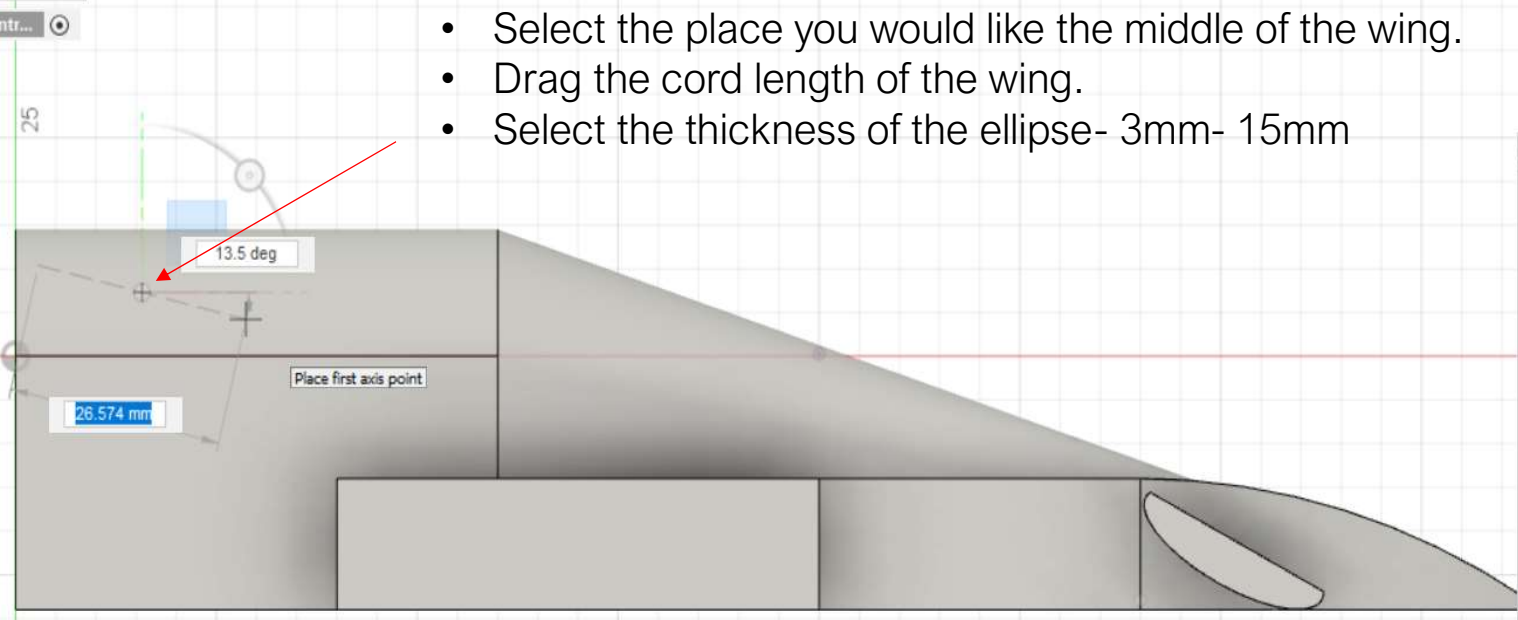 ntr...
• Select the place you would like the middle of the wing.
• Drag the cord length of the wing.
• Select the thickness of the ellipse- 3mm- 15mm
25
13.5 deg
Place first axis point
26.574 mm